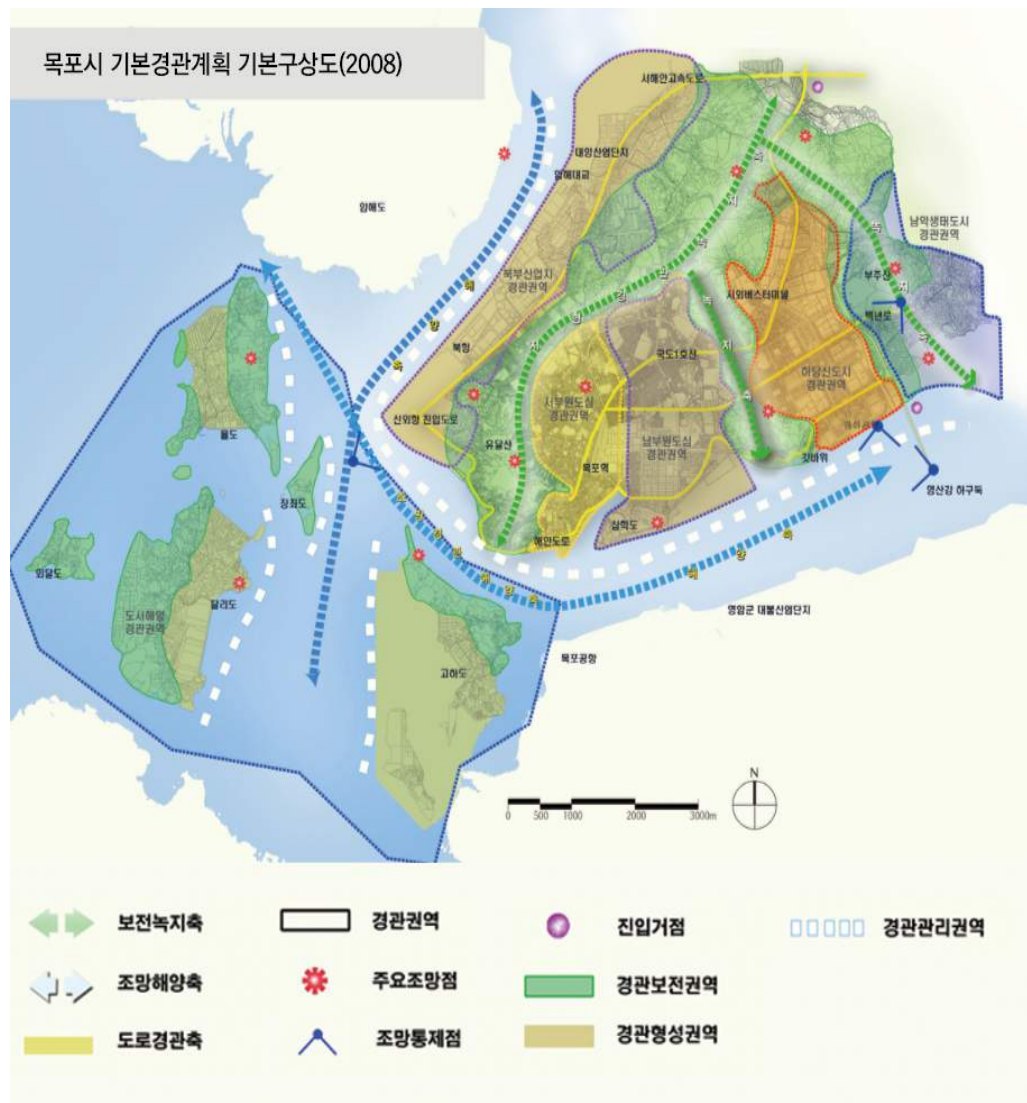 목포시 기본경관계획 기본구상도(2008)
서해안고속도로
대양산업단지
압해대교
압해도
남악생태도시
경관권역
부주산
백년로
북부산업지
경관권역
시외버스터미널
북항
국도1호선
하당신도시
경관권역
서부원도심
경관권역
신외항 진입도로
유달산
남부원도심
경관권역
율도
목포역
갓바위
영산강 하구둑
장좌도
삼학도
해안도로
외달도
달리도
도시해양
경관권역
영암군 대불산업단지
목포공항
고하도
N
0 500 1000 2000 3000m
보전녹지축
경관권역
진입거점
경관관리권역
조망해양축
주요조망점
경관보전권역
도로경관축
조망통제점
경관형성권역